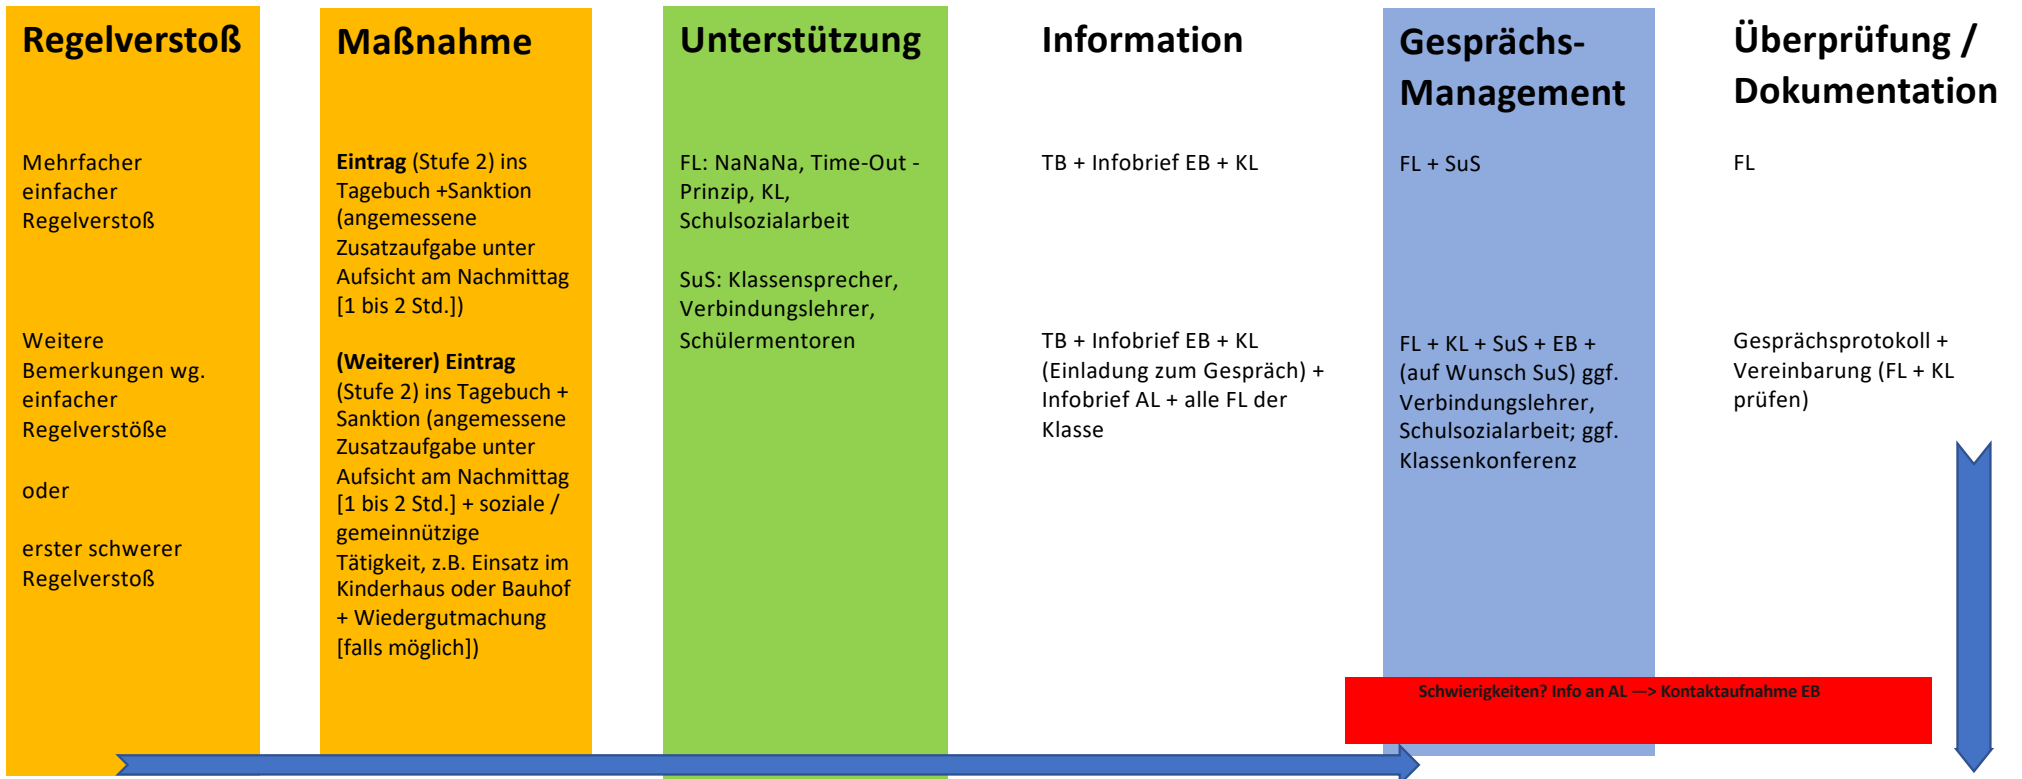 Regelverstoß
Maßnahme
Unterstützung
Information
Gesprächs-
Management
Überprüfung /
Dokumentation
Mehrfacher
einfacher
Regelverstoß
Eintrag (Stufe 2) ins
Tagebuch +Sanktion
(angemessene
Zusatzaufgabe unter
Aufsicht am Nachmittag
[1 bis 2 Std.])
FL: NaNaNa, Time-Out -
Prinzip, KL,
Schulsozialarbeit
SuS: Klassensprecher,
Verbindungslehrer,
Schülermentoren
TB + Infobrief EB + KL
FL + SuS
FL
Weitere
Bemerkungen wg.
einfacher
Regelverstöße
oder
erster schwerer
Regelverstoß
(Weiterer) Eintrag
(Stufe 2) ins Tagebuch +
Sanktion (angemessene
Zusatzaufgabe unter
Aufsicht am Nachmittag
[1 bis 2 Std.] + soziale /
gemeinnützige
Tätigkeit, z.B. Einsatz im
Kinderhaus oder Bauhof
+ Wiedergutmachung
[falls möglich])
TB + Infobrief EB + KL
(Einladung zum Gespräch) +
Infobrief AL + alle FL der
Klasse
FL + KL + SuS + EB +
(auf Wunsch SuS) ggf.
Verbindungslehrer,
Schulsozialarbeit; ggf.
Klassenkonferenz
Gesprächsprotokoll +
Vereinbarung (FL + KL
prüfen)
Schwierigkeiten? Info an AL —> Kontaktaufnahme EB